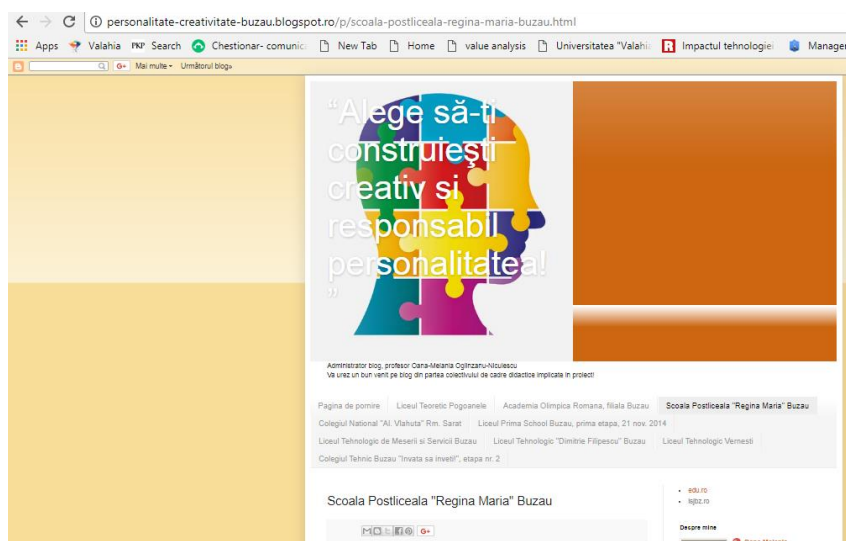 personalitate-creativitate-buzau.blogspot.ro/p/scoala-postliceala-regina-maria-buzau.html
Apps Valahia PKP Search Chestionar- comunic New Tab Home value analysis Universitatea "Valahi Impactul tehnologiei Manager
G+ Mai multe Următorul blog»
“Alege să-ti
construieşti
creativ si
responsabil
personalitatea!
”
Administrator blog, profesor Oana-Melania Oglinzanu-Niculescu
Va urez un bun venit pe blog din partea colectivului de cadre didactice implicate in proiect!
Pagina de pornire Liceul Teoretic Pogoanele Academia Olimpica Romana, filiala Buzau Scoala Postliceala "Regina Maria" Buzau
Colegiul National "Al. Vlahuta" Rm. Sarat Liceul Prima School Buzau, prima etapa, 21 nov. 2014
Liceul Tehnologic de Meserii si Servicii Buzau Liceul Tehnologic "Dimitrie Filipescu" Buzau Liceul Tehnologic Vernesti
Colegiul Tehnic Buzau "Invata sa inveti!", etapa nr. 2
Scoala Postliceala "Regina Maria" Buzau
edu.ro
G+
Despre mine